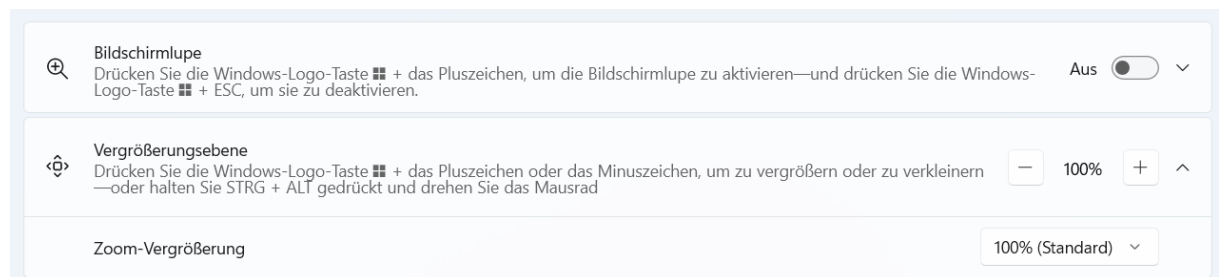 Bildschirmlupe
Drücken Sie die Windows-Logo-Taste + das Pluszeichen, um die Bildschirmlupe zu aktivieren—und drücken Sie die Windows-
Logo-Taste + ESC, um sie zu deaktivieren.
Aus
Vergrößerungsebene
Drücken Sie die Windows-Logo-Taste + das Pluszeichen oder das Minuszeichen, um zu vergrößern oder zu verkleinern
—oder halten Sie STRG + ALT gedrückt und drehen Sie das Mausrad
100%
Zoom-Vergrößerung
100% (Standard)